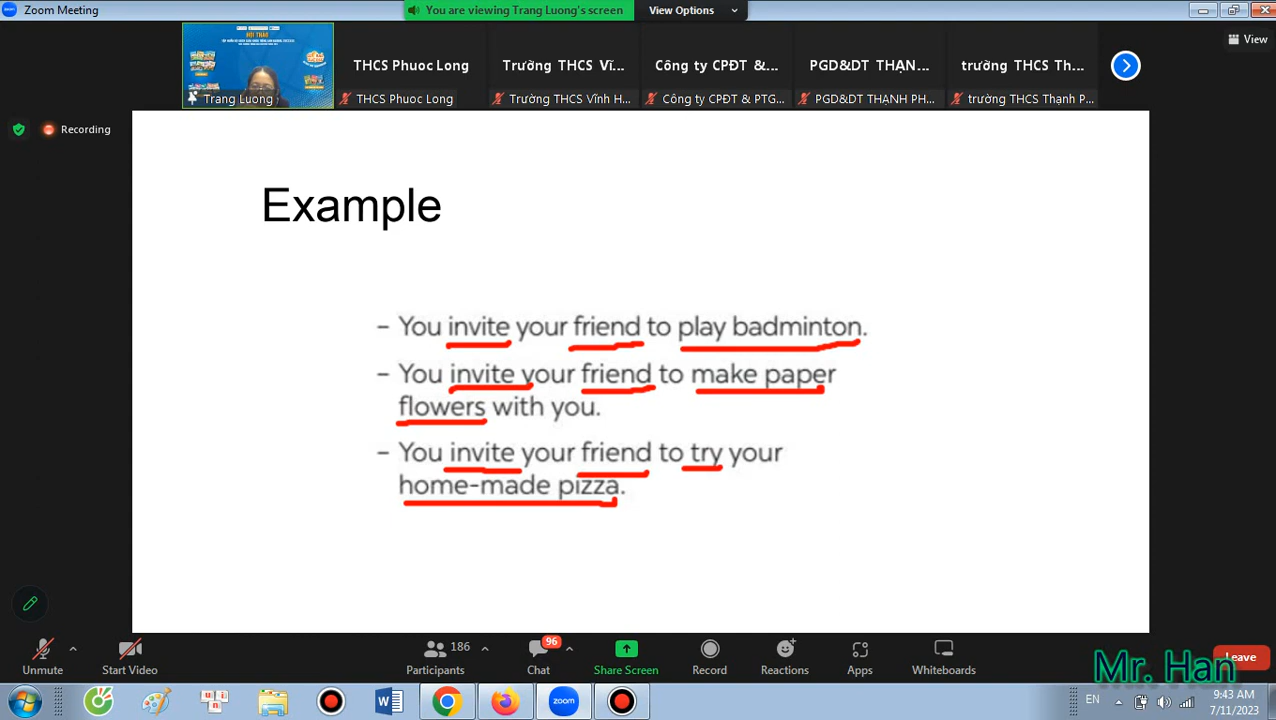 Zoom Meeting
You are viewing Trang Luong's screen
View Options
View
ĐỘI THẢO
Trang Luong
THCS Phuoc Long
THCS Phuoc Long
Trường THCS Vĩ...
Trường THCS Vĩnh H...
Công ty CPĐT &...
Công ty CPĐT & PTG...
PGD&DT THẠN...
PGD&DT THẠNH PH...
trường THCS Th...
trường THCS Thạnh P...
Recording
Example
– You invite your friend to play badminton.
– You invite your friend to make paper
flowers with you.
– You invite your friend to try your
home-made pizza.
Unmute
Start Video
186
Participants
96
Chat
Share Screen
Record
Reactions
Apps
Whiteboards
Leave
Mr. Han
EN
9:43 AM
7/11/2023